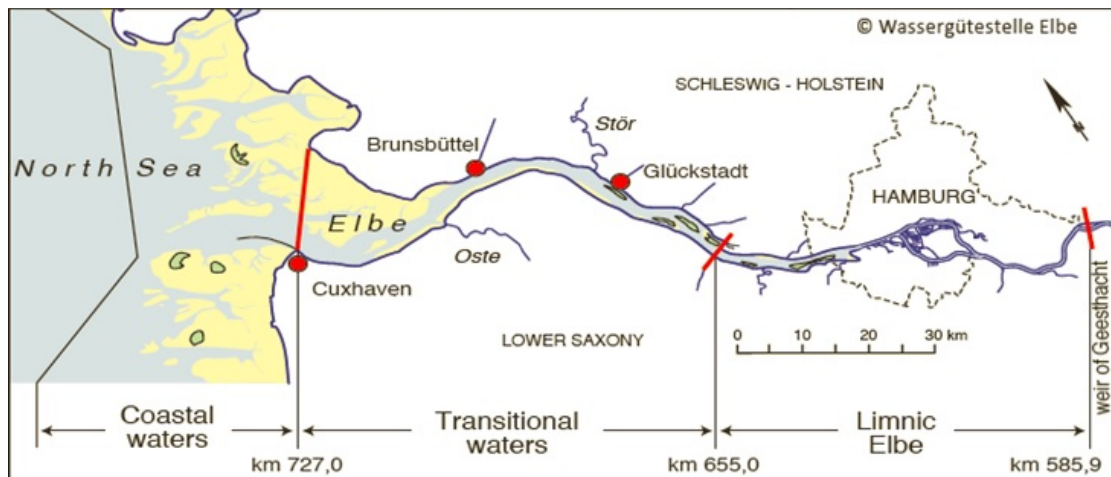 © Wassergütestelle Elbe
SCHLESWIG - HOLSTEIN
Stör
Brunsbüttel
North Sea
Glückstadt
HAMBURG
Elbe
Oste
Cuxhaven
LOWER SAXONY
0 10 20 30 km
weir of Geesthacht
Coastal
waters
Transitional
waters
Limnic
Elbe
km 727,0
km 655,0
km 585,9